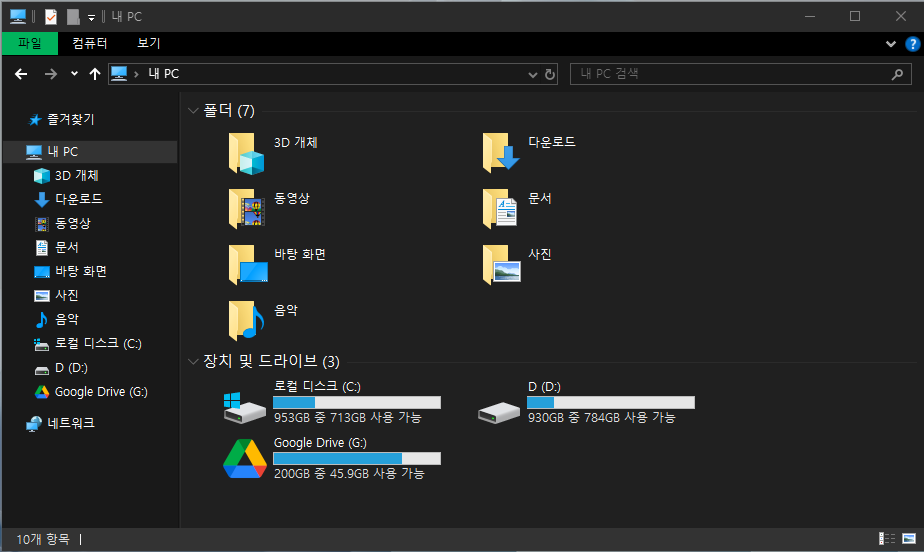 내 PC
파일 컴퓨터 보기
내 PC
내 PC 검색
즐겨찾기
내 PC
3D 개체
다운로드
동영상
문서
바탕 화면
사진
음악
로컬 디스크 (C:)
D (D:)
Google Drive (G:)
네트워크
폴더 (7)
3D 개체
다운로드
동영상
문서
바탕 화면
사진
음악
장치 및 드라이브 (3)
로컬 디스크 (C:)
953GB 중 713GB 사용 가능
D (D:)
930GB 중 784GB 사용 가능
Google Drive (G:)
200GB 중 45.9GB 사용 가능
10개 항목